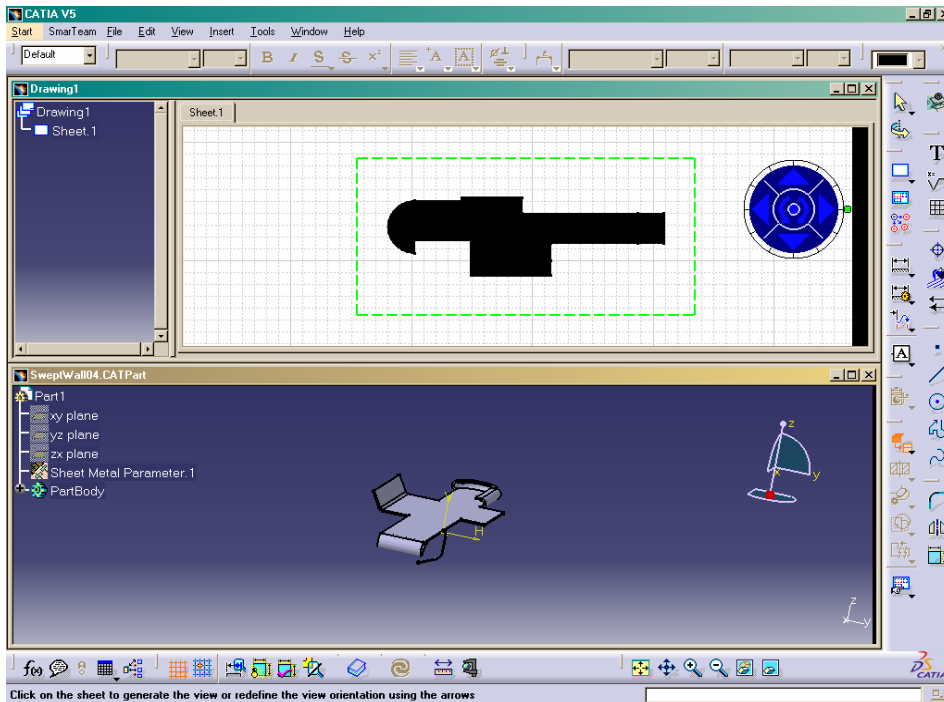 CATIA V5
Start SmarTeam File Edit View Insert Tools Window Help
Default
B I S S x² A A
Drawing1
Drawing1
Sheet.1
Sheet.1
T
A
SweptWall04.CATPart
Part1
xy plane
yz plane
zx plane
Sheet Metal Parameter.1
PartBody
z
x
y
H
z
x
y
f(x)
CATIA
Click on the sheet to generate the view or redefine the view orientation using the arrows